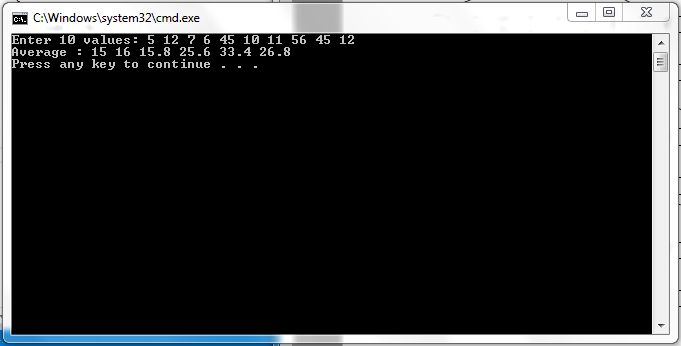 C:\Windows\system32\cmd.exe
Enter 10 values: 5 12 7 6 45 10 11 56 45 12
Average : 15 16 15.8 25.6 33.4 26.8
Press any key to continue . . .